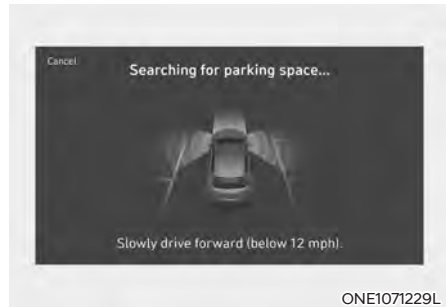 Cancel
Searching for parking space...
Slowly drive forward (below 12 mph).
ONE1071229L